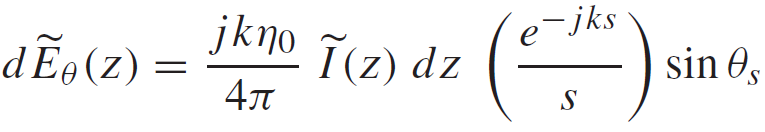 $d\widetilde{E}_\theta(z) = \frac{jk\eta_0}{4\pi} \widetilde{I}(z)\, dz \left( \frac{e^{-jks}}{s} \right) \sin\theta_s$